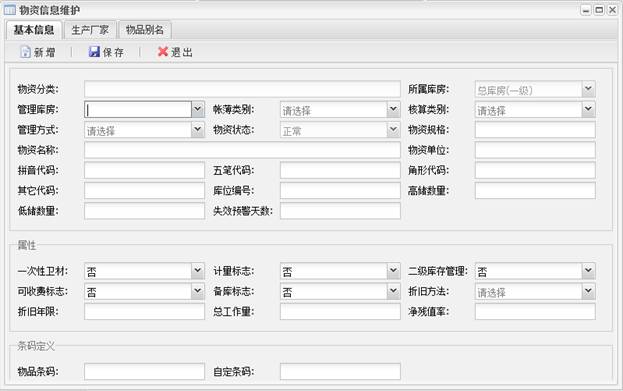 物资信息维护
基本信息 生产厂家 物品别名
新增 保存 退出
物资分类: 所属库房: 总库房(一级)
管理库房: 帐薄类别: 请选择 核算类别: 请选择
管理方式: 请选择 物资状态: 正常 物资规格:
物资名称: 物资单位:
拼音代码: 五笔代码: 角形代码:
其它代码: 库位编号: 高储数量:
低储数量: 失效预警天数:
属性
一次性卫材: 否 计量标志: 否 二级库存管理: 否
可收费标志: 否 备库标志: 否 折旧方法: 请选择
折旧年限: 总工作量: 净残值率:
条码定义
物品条码: 自定条码: